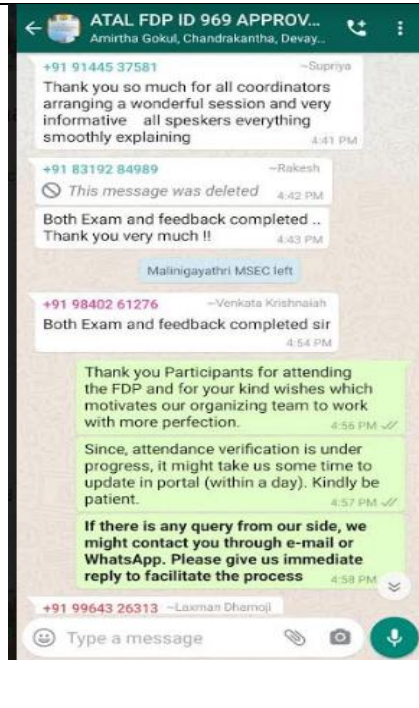 ATAL FDP ID 969 APPROV...
Amirtha Gokul, Chandrakantha, Devay...
+91 91445 37581 ~Supriya
Thank you so much for all coordinators
arranging a wonderful session and very
informative all speskers everything
smoothly explaining 4:41 PM
+91 83192 84989 ~Rakesh
This message was deleted 4:42 PM
Both Exam and feedback completed ..
Thank you very much !! 4:43 PM
Malinigayathri MSEC left
+91 98402 61276 ~Venkata Krishnaiah
Both Exam and feedback completed sir
4:54 PM
Thank you Participants for attending
the FDP and for your kind wishes which
motivates our organizing team to work
with more perfection. 4:56 PM
Since, attendance verification is under
progress, it might take us some time to
update in portal (within a day). Kindly be
patient. 4:57 PM
If there is any query from our side, we
might contact you through e-mail or
WhatsApp. Please give us immediate
reply to facilitate the process 4:58 PM
+91 99643 26313 ~Laxman Dhamoji
Type a message